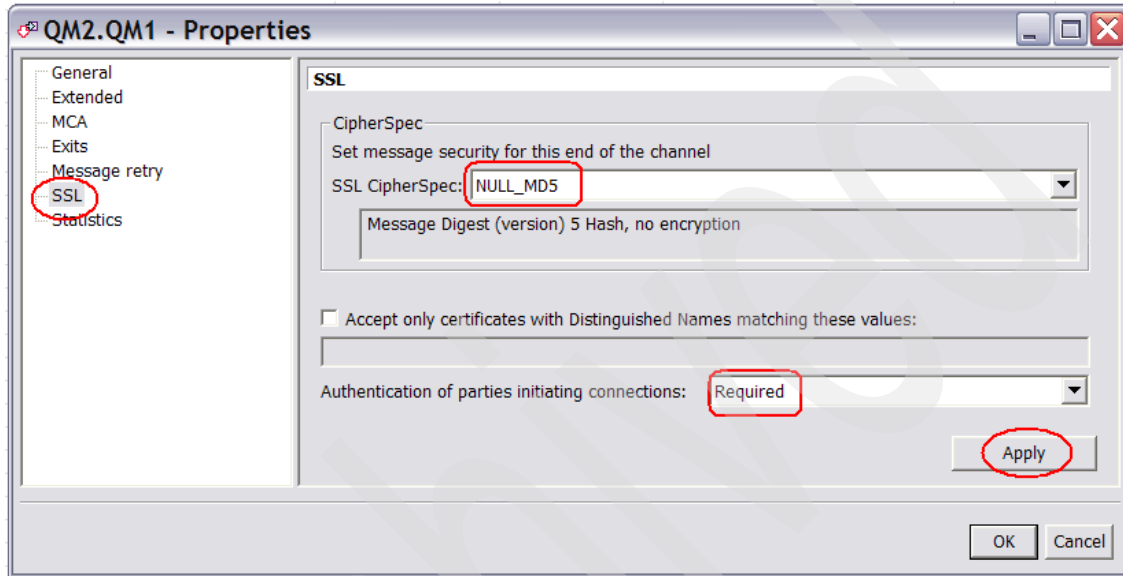 QM2.QM1 - Properties
General
Extended
MCA
Exits
Message retry
SSL
Statistics
SSL
CipherSpec
Set message security for this end of the channel
SSL CipherSpec: NULL_MD5
Message Digest (version) 5 Hash, no encryption
Accept only certificates with Distinguished Names matching these values:
Authentication of parties initiating connections: Required
Apply
OK Cancel